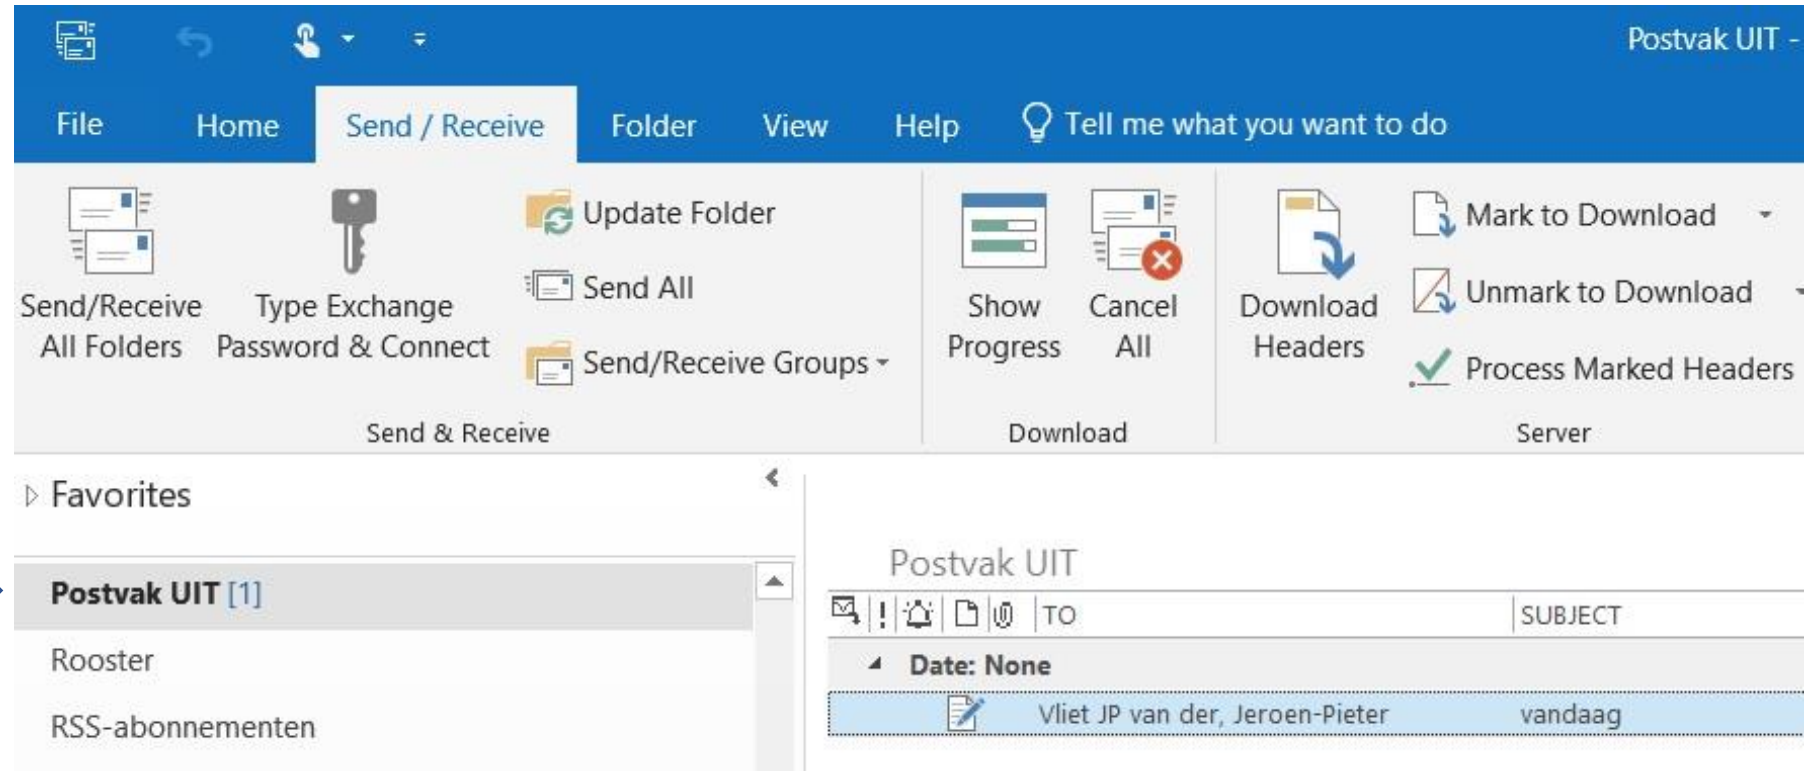 Postvak UIT -
File Home Send / Receive Folder View Help Tell me what you want to do
Send/Receive
All Folders
Type Exchange
Password & Connect
Update Folder
Send All
Send/Receive Groups
Send & Receive
Show
Progress
Cancel
All
Download
Download
Headers
Mark to Download
Unmark to Download
Process Marked Headers
Server
Favorites
Postvak UIT [1]
Rooster
RSS-abonnementen
Postvak UIT
! TO SUBJECT
Date: None
Vliet JP van der, Jeroen-Pieter vandaag